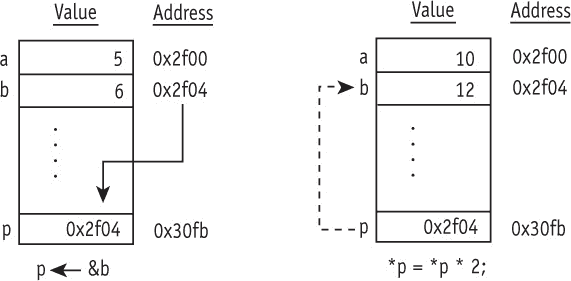 Value Address
a 5 0x2f00
b 6 0x2f04
p 0x2f04 0x30fb
p &b
Value Address
a 10 0x2f00
b 12 0x2f04
p 0x2f04 0x30fb
*p = *p * 2;